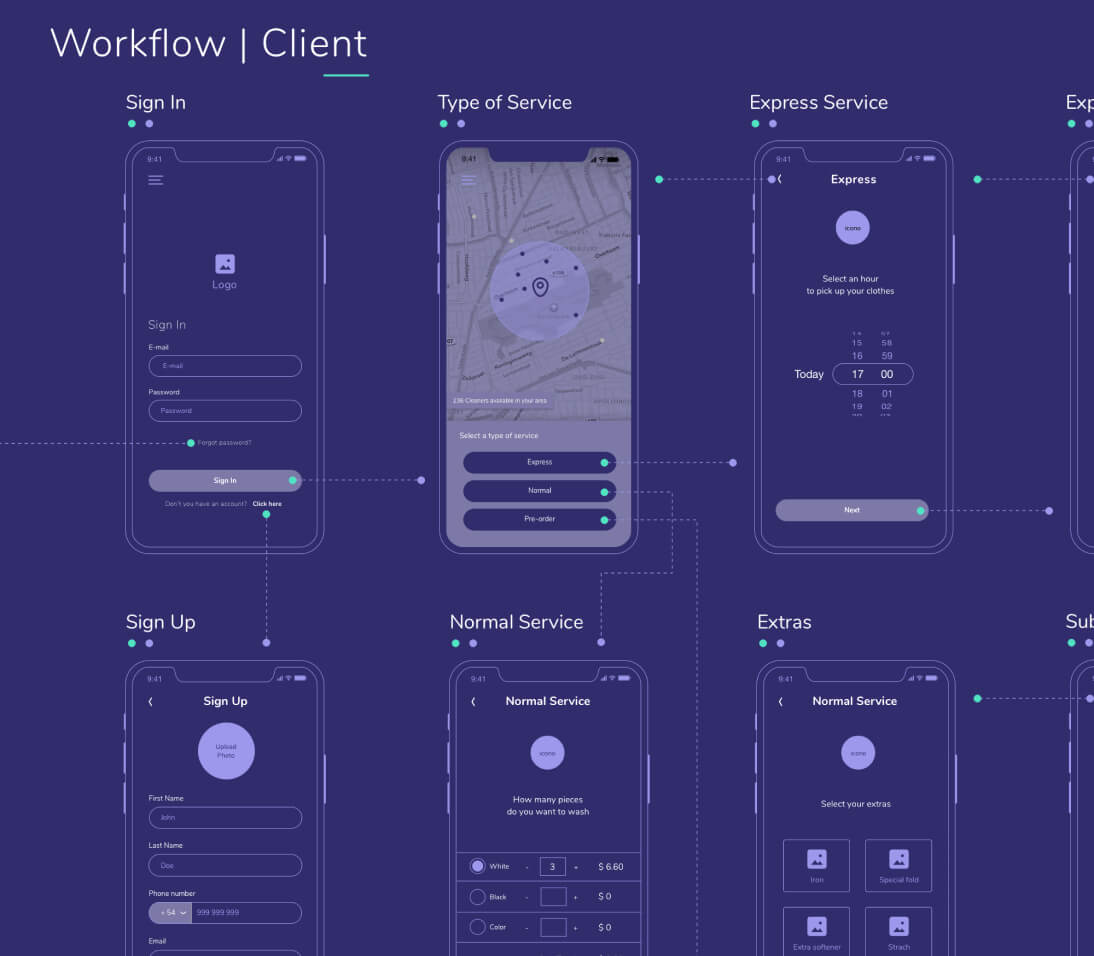 Workflow | Client
Sign In
Type of Service
Express Service
9:41
Logo
Sign In
E-mail
E-mail
Password
Password
Forgot password?
Sign In
Don't you have an account? Click here
9:41
236 Cleaners available in your area
Select a type of service
Express
Normal
Pre-order
9:41
Express
icono
Select an hour
to pick up your clothes
15 58
16 59
Today 17 00
18 01
19 02
Sign Up
Normal Service
Extras
9:41
Sign Up
Upload
Photo
First Name
John
Last Name
Doe
Phone number
+ 54 999 999 999
Email
9:41
Normal Service
icono
How many pieces
do you want to wash
White - 3 + $ 6.60
Black - + $ 0
Color - + $ 0
9:41
Normal Service
icono
Select your extras
Iron
Special fold
Extra softener
Strach